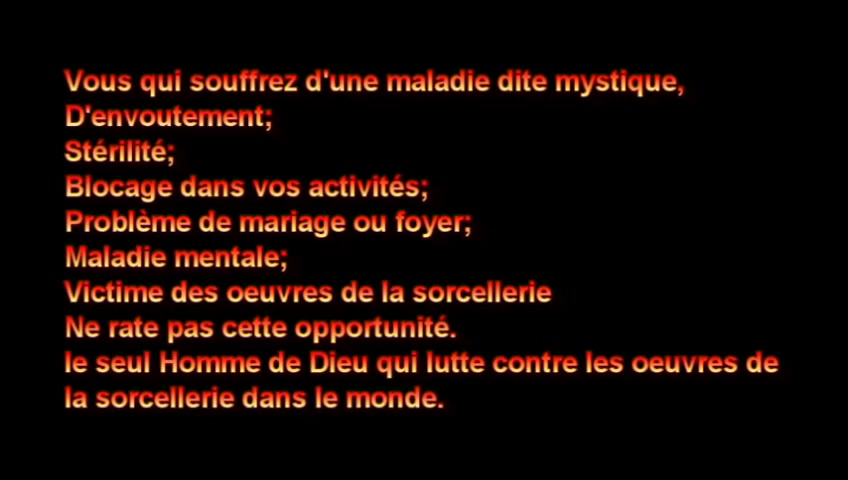 Vous qui souffrez d'une maladie dite mystique,
D'envoutement;
Stérilité;
Blocage dans vos activités;
Problème de mariage ou foyer;
Maladie mentale;
Victime des oeuvres de la sorcellerie
Ne rate pas cette opportunité.
le seul Homme de Dieu qui lutte contre les oeuvres de
la sorcellerie dans le monde.